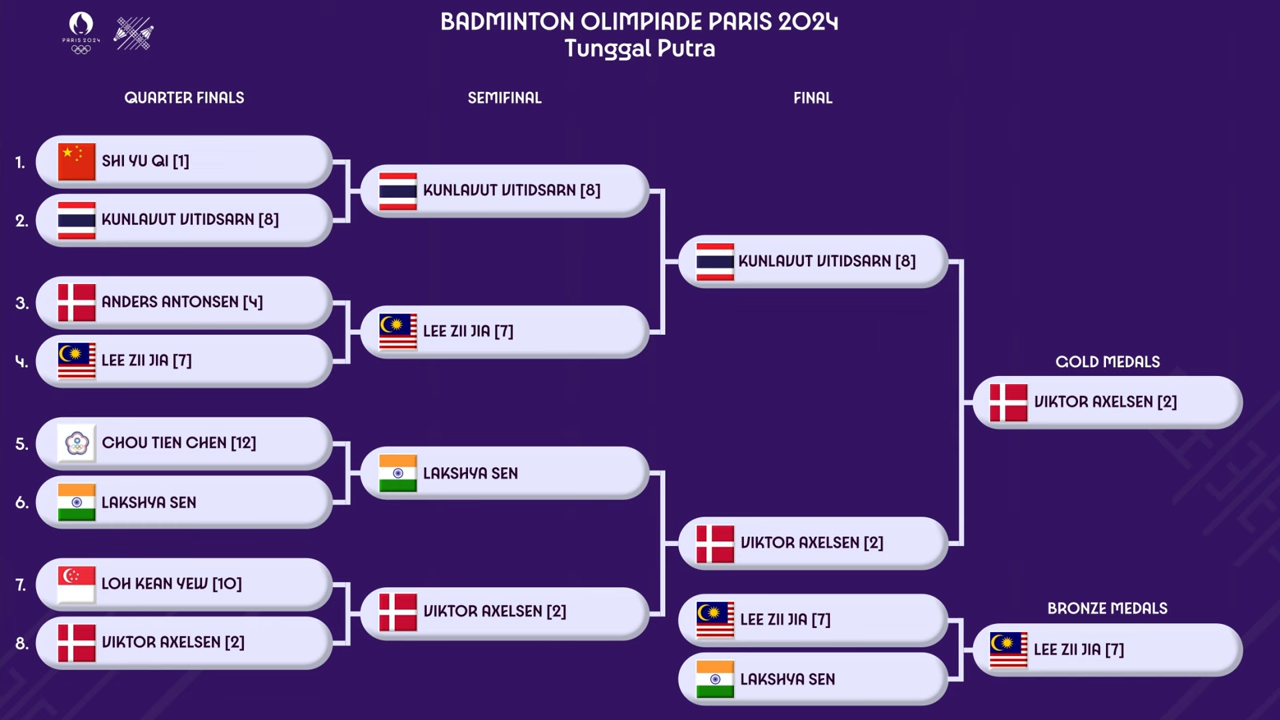 PARIS 2024
BADMINTON OLIMPIADE PARIS 2024
Tunggal Putra
QUARTER FINALS
SEMIFINAL
FINAL
1. SHI YU QI [1]
2. KUNLAVUT VITIDSARN [8]
3. ANDERS ANTONSEN [4]
4. LEE ZII JIA [7]
5. CHOU TIEN CHEN [12]
6. LAKSHYA SEN
7. LOH KEAN YEW [10]
8. VIKTOR AXELSEN [2]
KUNLAVUT VITIDSARN [8]
LEE ZII JIA [7]
LAKSHYA SEN
VIKTOR AXELSEN [2]
KUNLAVUT VITIDSARN [8]
VIKTOR AXELSEN [2]
LEE ZII JIA [7]
LAKSHYA SEN
GOLD MEDALS
VIKTOR AXELSEN [2]
BRONZE MEDALS
LEE ZII JIA [7]